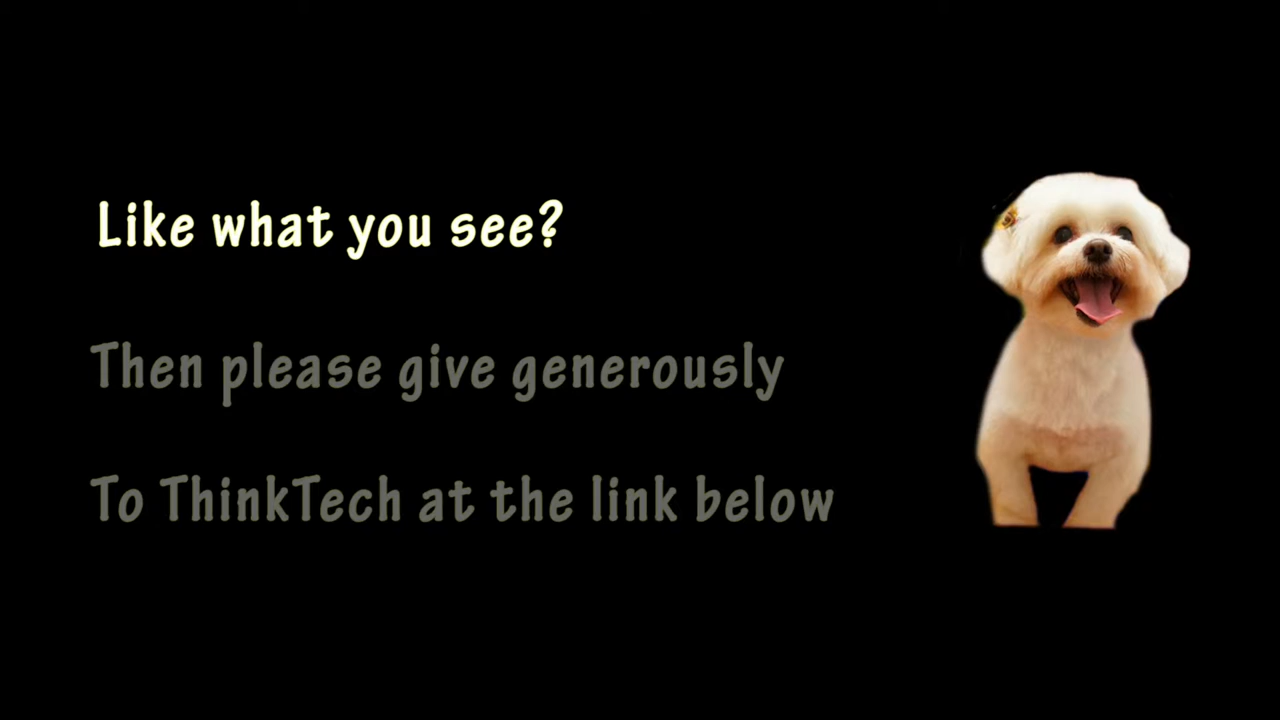 Like what you see?
Then please give generously
To ThinkTech at the link below